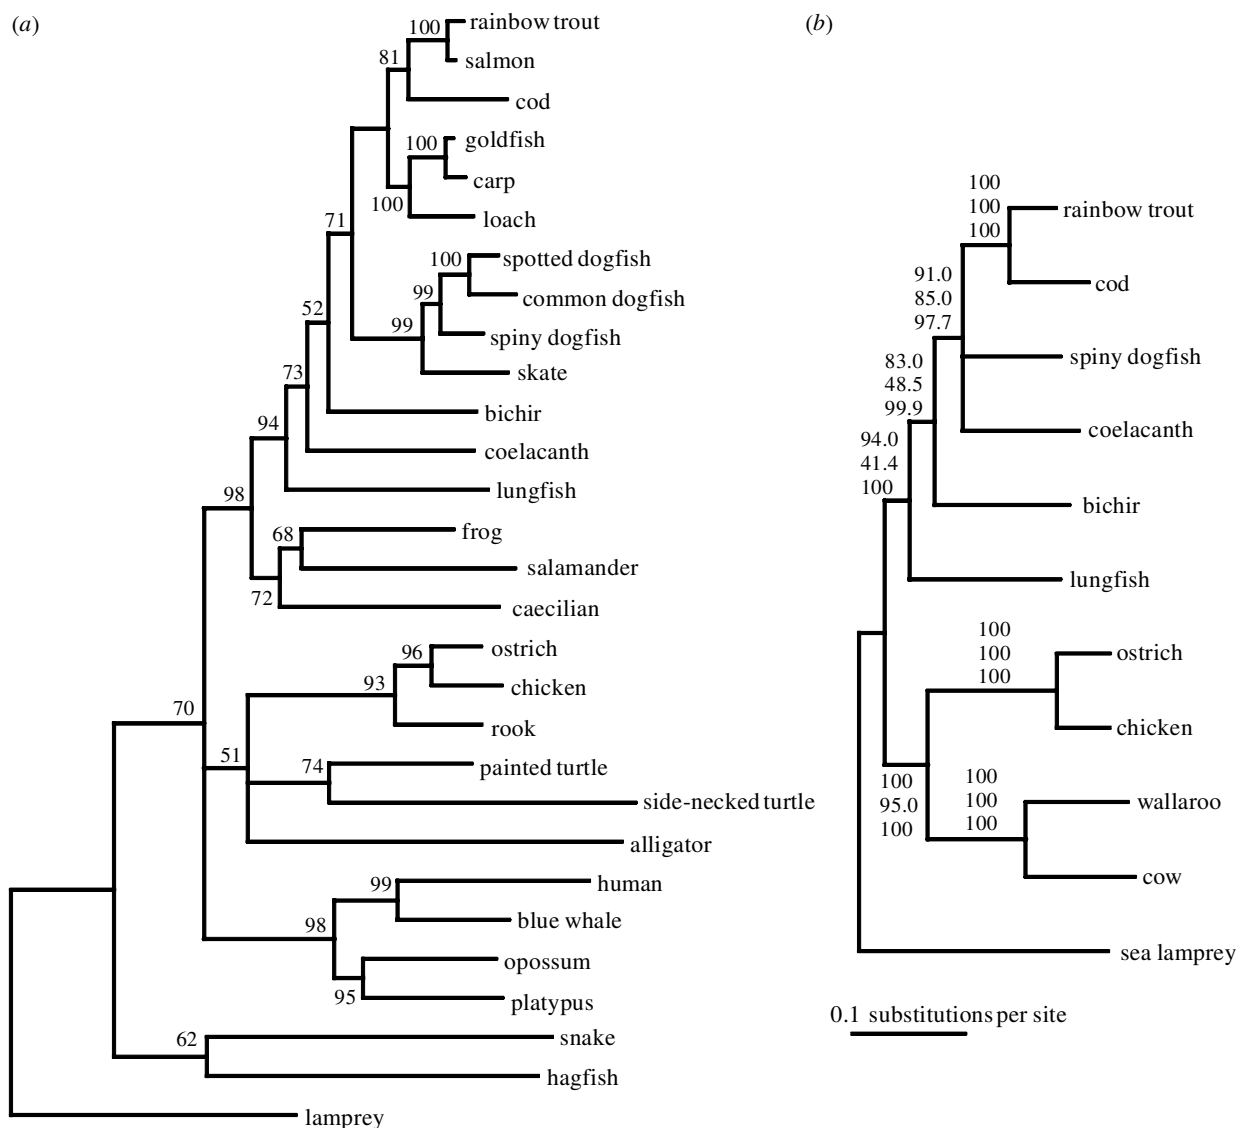 (a)
100
rainbow trout
81
salmon
cod
100
goldfish
carp
100
loach
71
100
spotted dogfish
99
common dogfish
99
spiny dogfish
52
skate
73
bichir
94
coelacanth
98
lungfish
68
frog
salamander
72
caecilian
96
ostrich
93
chicken
70
rook
51
74
painted turtle
side-necked turtle
alligator
99
human
98
blue whale
opossum
95
platypus
62
snake
hagfish
lamprey
(b)
100
100
100
rainbow trout
91.0
85.0
97.7
cod
83.0
48.5
99.9
spiny dogfish
94.0
41.4
100
coelacanth
bichir
lungfish
100
100
100
ostrich
chicken
100
95.0
100
100
100
100
wallaroo
cow
sea lamprey
0.1 substitutions per site